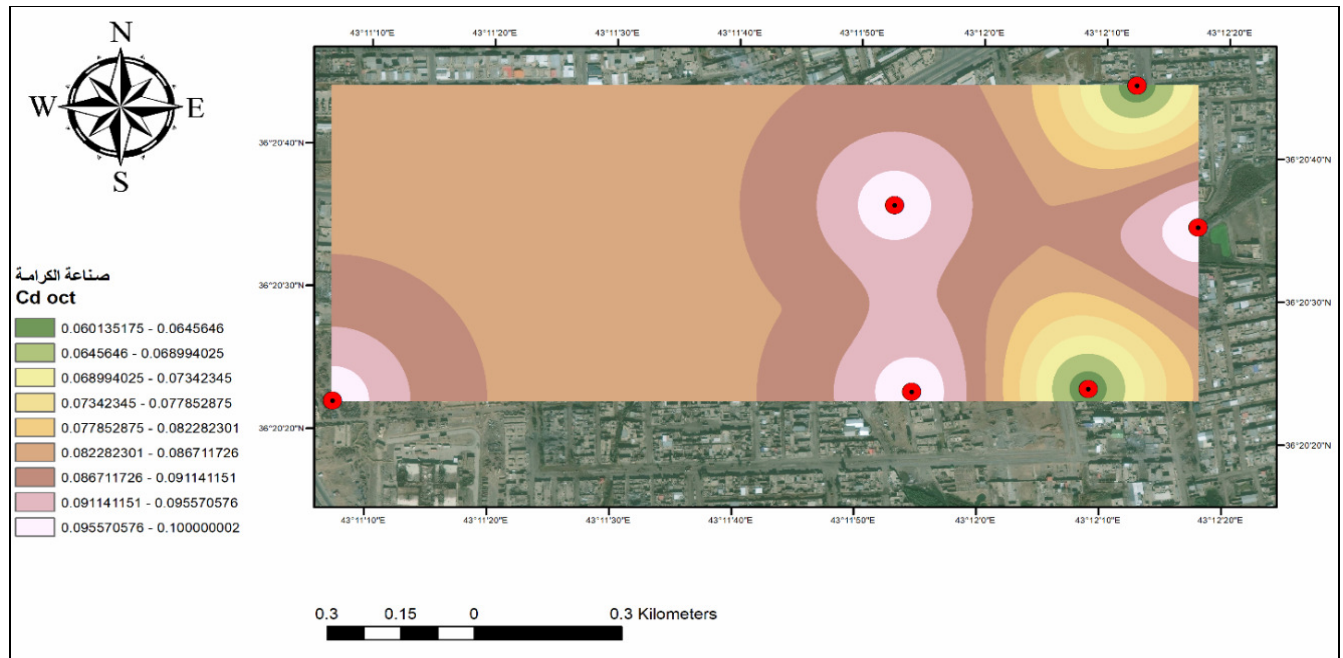 N
W E
S
43°11'10"E 43°11'20"E 43°11'30"E 43°11'40"E 43°11'50"E 43°12'0"E 43°12'10"E 43°12'20"E
36°20'40"N 36°20'40"N
36°20'30"N 36°20'30"N
36°20'20"N 36°20'20"N
43°11'10"E 43°11'20"E 43°11'30"E 43°11'40"E 43°11'50"E 43°12'0"E 43°12'10"E 43°12'20"E
صناعة الكرامة
Cd oct
0.060135175 - 0.0645646
0.0645646 - 0.068994025
0.068994025 - 0.07342345
0.07342345 - 0.077852875
0.077852875 - 0.082282301
0.082282301 - 0.086711726
0.086711726 - 0.091141151
0.091141151 - 0.095570576
0.095570576 - 0.100000002
0.3 0.15 0 0.3 Kilometers